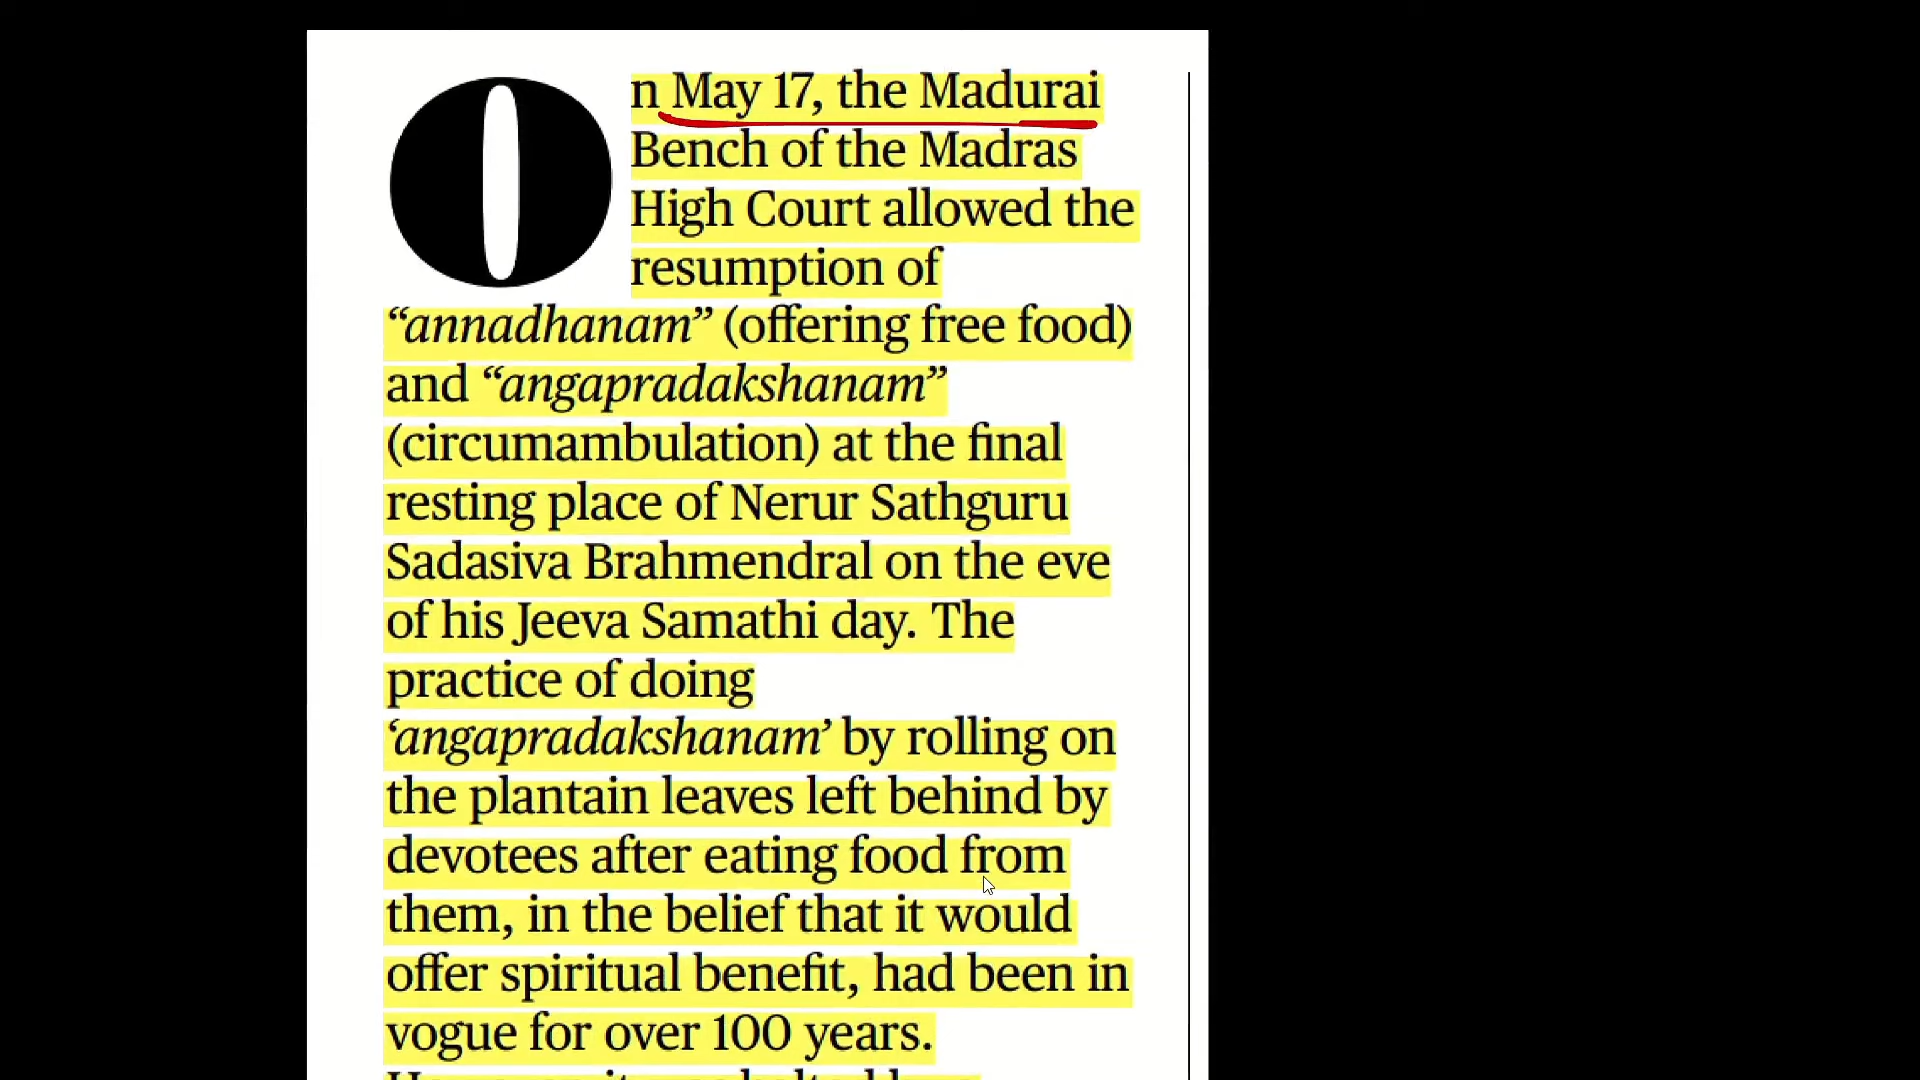 On May 17, the Madurai
Bench of the Madras
High Court allowed the
resumption of
“annadhanam” (offering free food)
and “angapradakshanam”
(circumambulation) at the final
resting place of Nerur Sathguru
Sadasiva Brahmendral on the eve
of his Jeeva Samathi day. The
practice of doing
‘angapradakshanam’ by rolling on
the plantain leaves left behind by
devotees after eating food from
them, in the belief that it would
offer spiritual benefit, had been in
vogue for over 100 years.